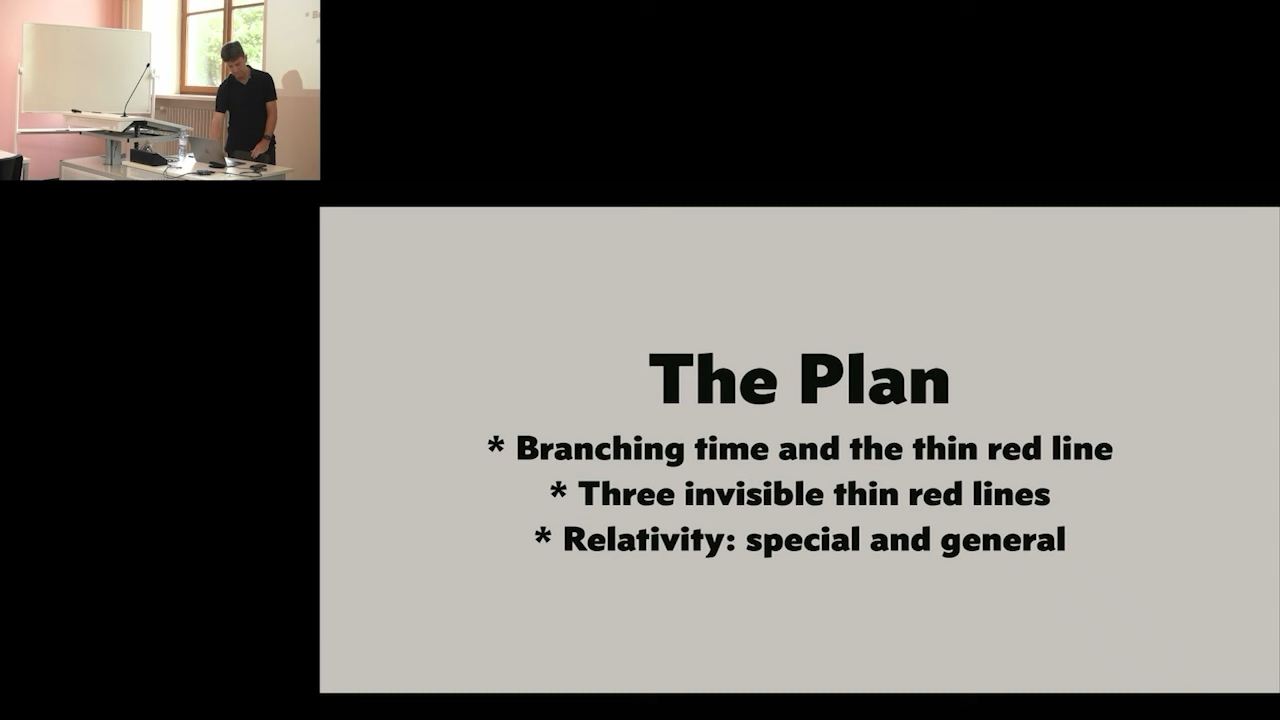 The Plan
* Branching time and the thin red line
* Three invisible thin red lines
* Relativity: special and general